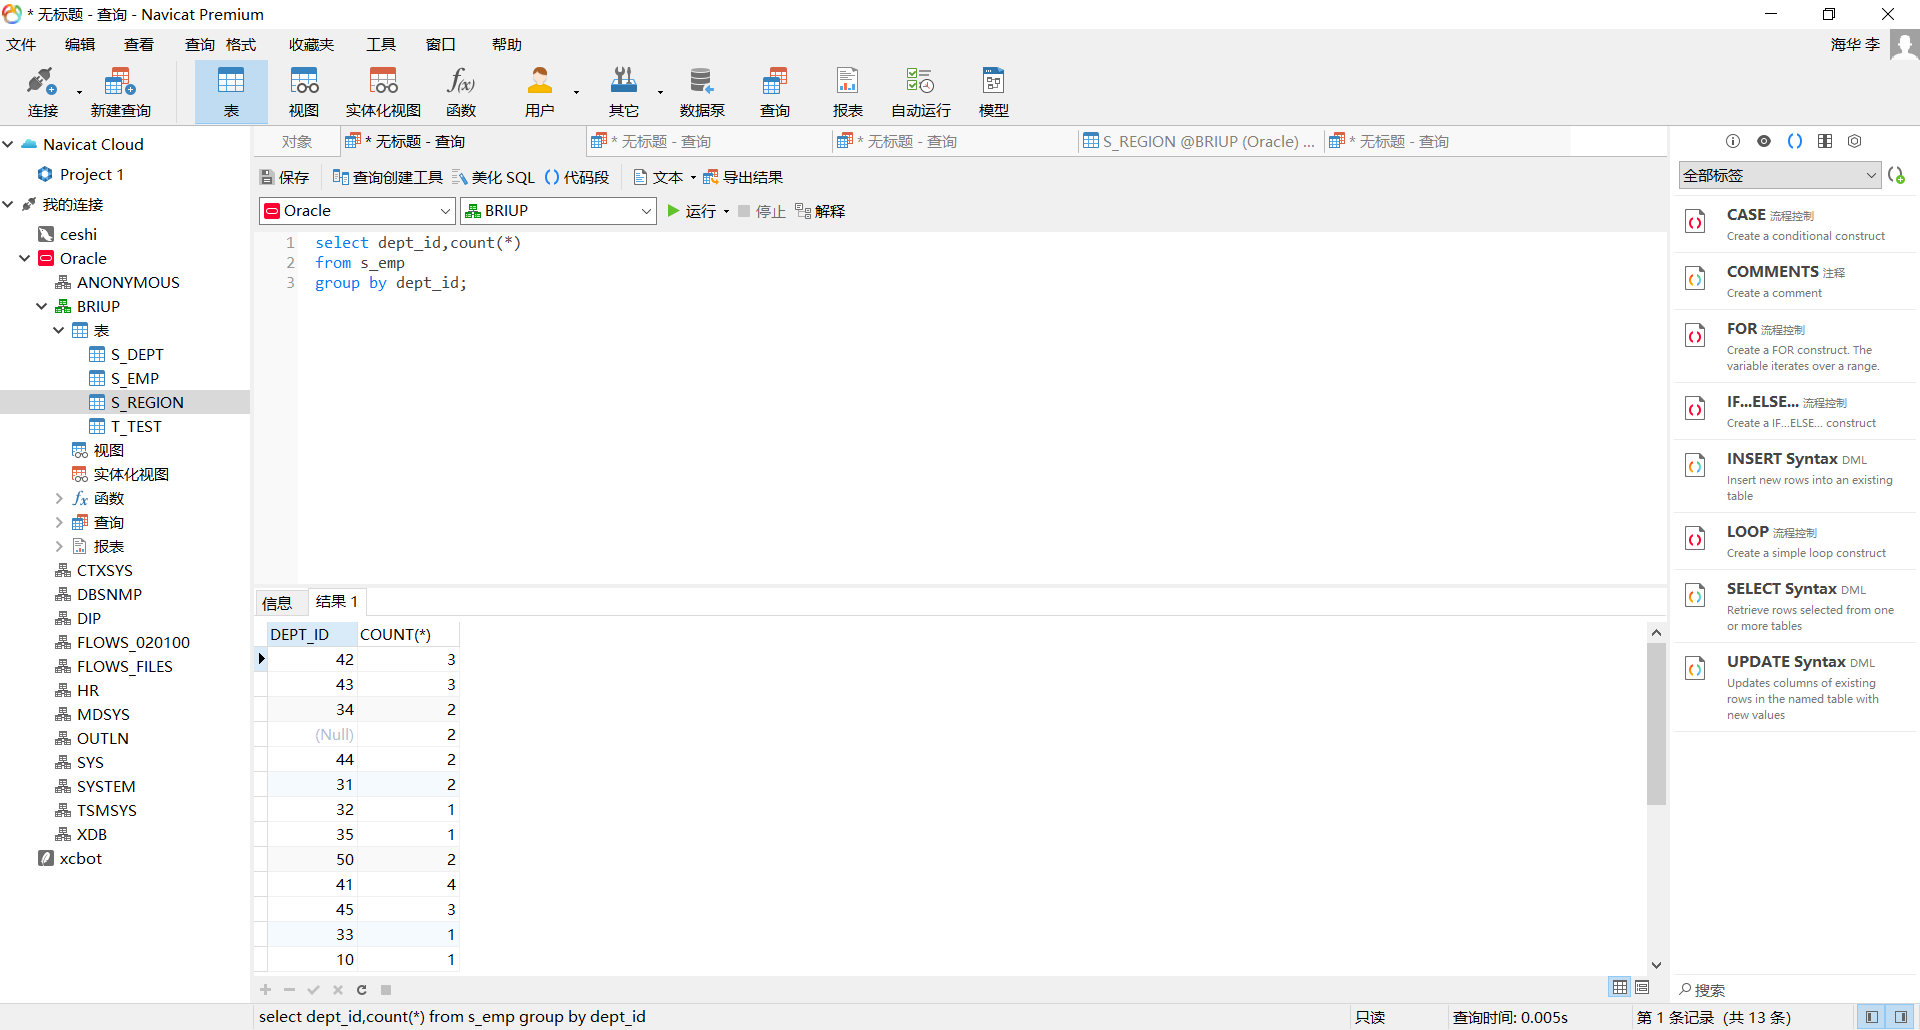 * 无标题 - 查询 - Navicat Premium
文件 编辑 查看 查询 格式 收藏夹 工具 窗口 帮助 海华 李
连接 新建查询 表 视图 实体化视图 函数 用户 其它 数据泵 查询 报表 自动运行 模型
f(x)
Navicat Cloud
Project 1
我的连接
ceshi
Oracle
ANONYMOUS
BRIUP
表
S_DEPT
S_EMP
S_REGION
T_TEST
视图
实体化视图
fx 函数
查询
报表
CTXSYS
DBSNMP
DIP
FLOWS_020100
FLOWS_FILES
HR
MDSYS
OUTLN
SYS
SYSTEM
TSMSYS
XDB
xcbot
对象 * 无标题 - 查询 * 无标题 - 查询 * 无标题 - 查询 S_REGION @BRIUP (Oracle) ... * 无标题 - 查询
保存 查询创建工具 美化 SQL () 代码段 文本 导出结果
Oracle BRIUP 运行 停止 解释
1 select dept_id,count(*)
2 from s_emp
3 group by dept_id;
信息 结果 1
DEPT_ID COUNT(*)
42 3
43 3
34 2
(Null) 2
44 2
31 2
32 1
35 1
50 2
41 4
45 3
33 1
10 1
全部标签
CASE 流程控制
Create a conditional construct
COMMENTS 注释
Create a comment
FOR 流程控制
Create a FOR construct. The
variable iterates over a range.
IF...ELSE... 流程控制
Create a IF...ELSE... construct
INSERT Syntax DML
Insert new rows into an existing
table
LOOP 流程控制
Create a simple loop construct
SELECT Syntax DML
Retrieve rows selected from one
or more tables
UPDATE Syntax DML
Updates columns of existing
rows in the named table with
new values
搜索
select dept_id,count(*) from s_emp group by dept_id 只读 查询时间: 0.005s 第 1 条记录 (共 13 条)